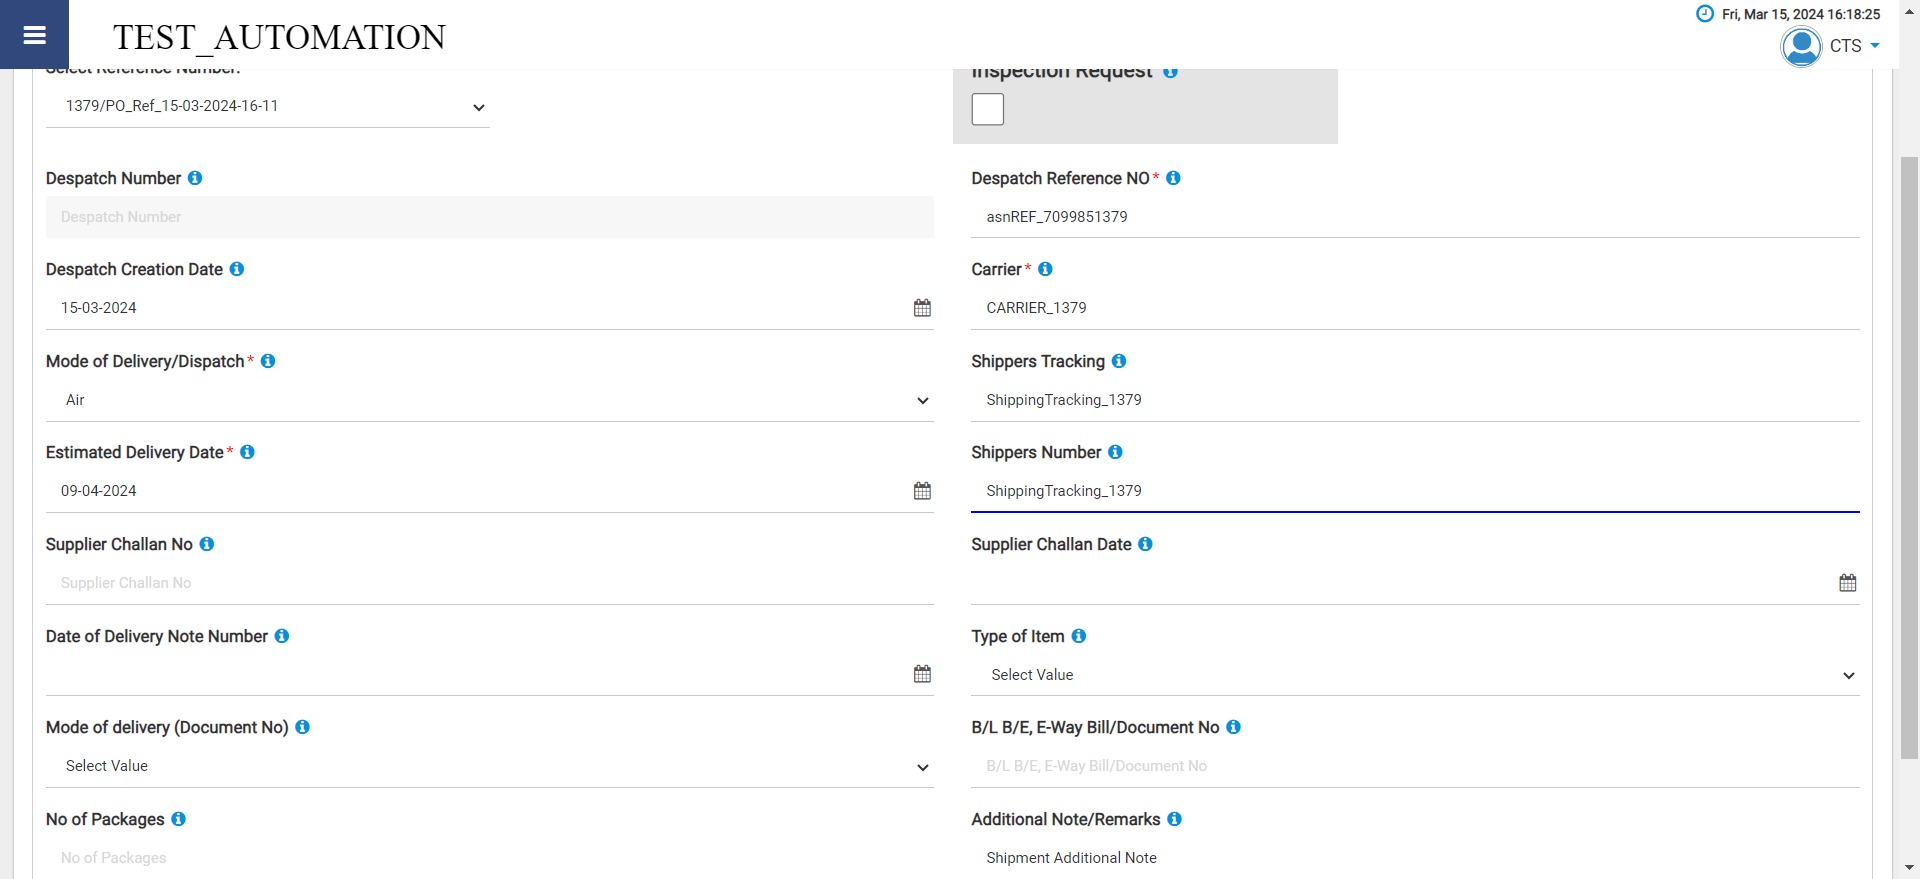 Fri, Mar 15, 2024 16:18:25
TEST_AUTOMATION
CTS
Select Reference Number:
Inspection Request
1379/PO_Ref_15-03-2024-16-11
Despatch Number
Despatch Reference NO*
Despatch Number
asnREF_7099851379
Despatch Creation Date
Carrier*
15-03-2024
CARRIER_1379
Mode of Delivery/Dispatch*
Shippers Tracking
Air
ShippingTracking_1379
Estimated Delivery Date*
Shippers Number
09-04-2024
ShippingTracking_1379
Supplier Challan No
Supplier Challan Date
Supplier Challan No
Date of Delivery Note Number
Type of Item
Select Value
Mode of delivery (Document No)
B/L B/E, E-Way Bill/Document No
Select Value
B/L B/E, E-Way Bill/Document No
No of Packages
Additional Note/Remarks
No of Packages
Shipment Additional Note